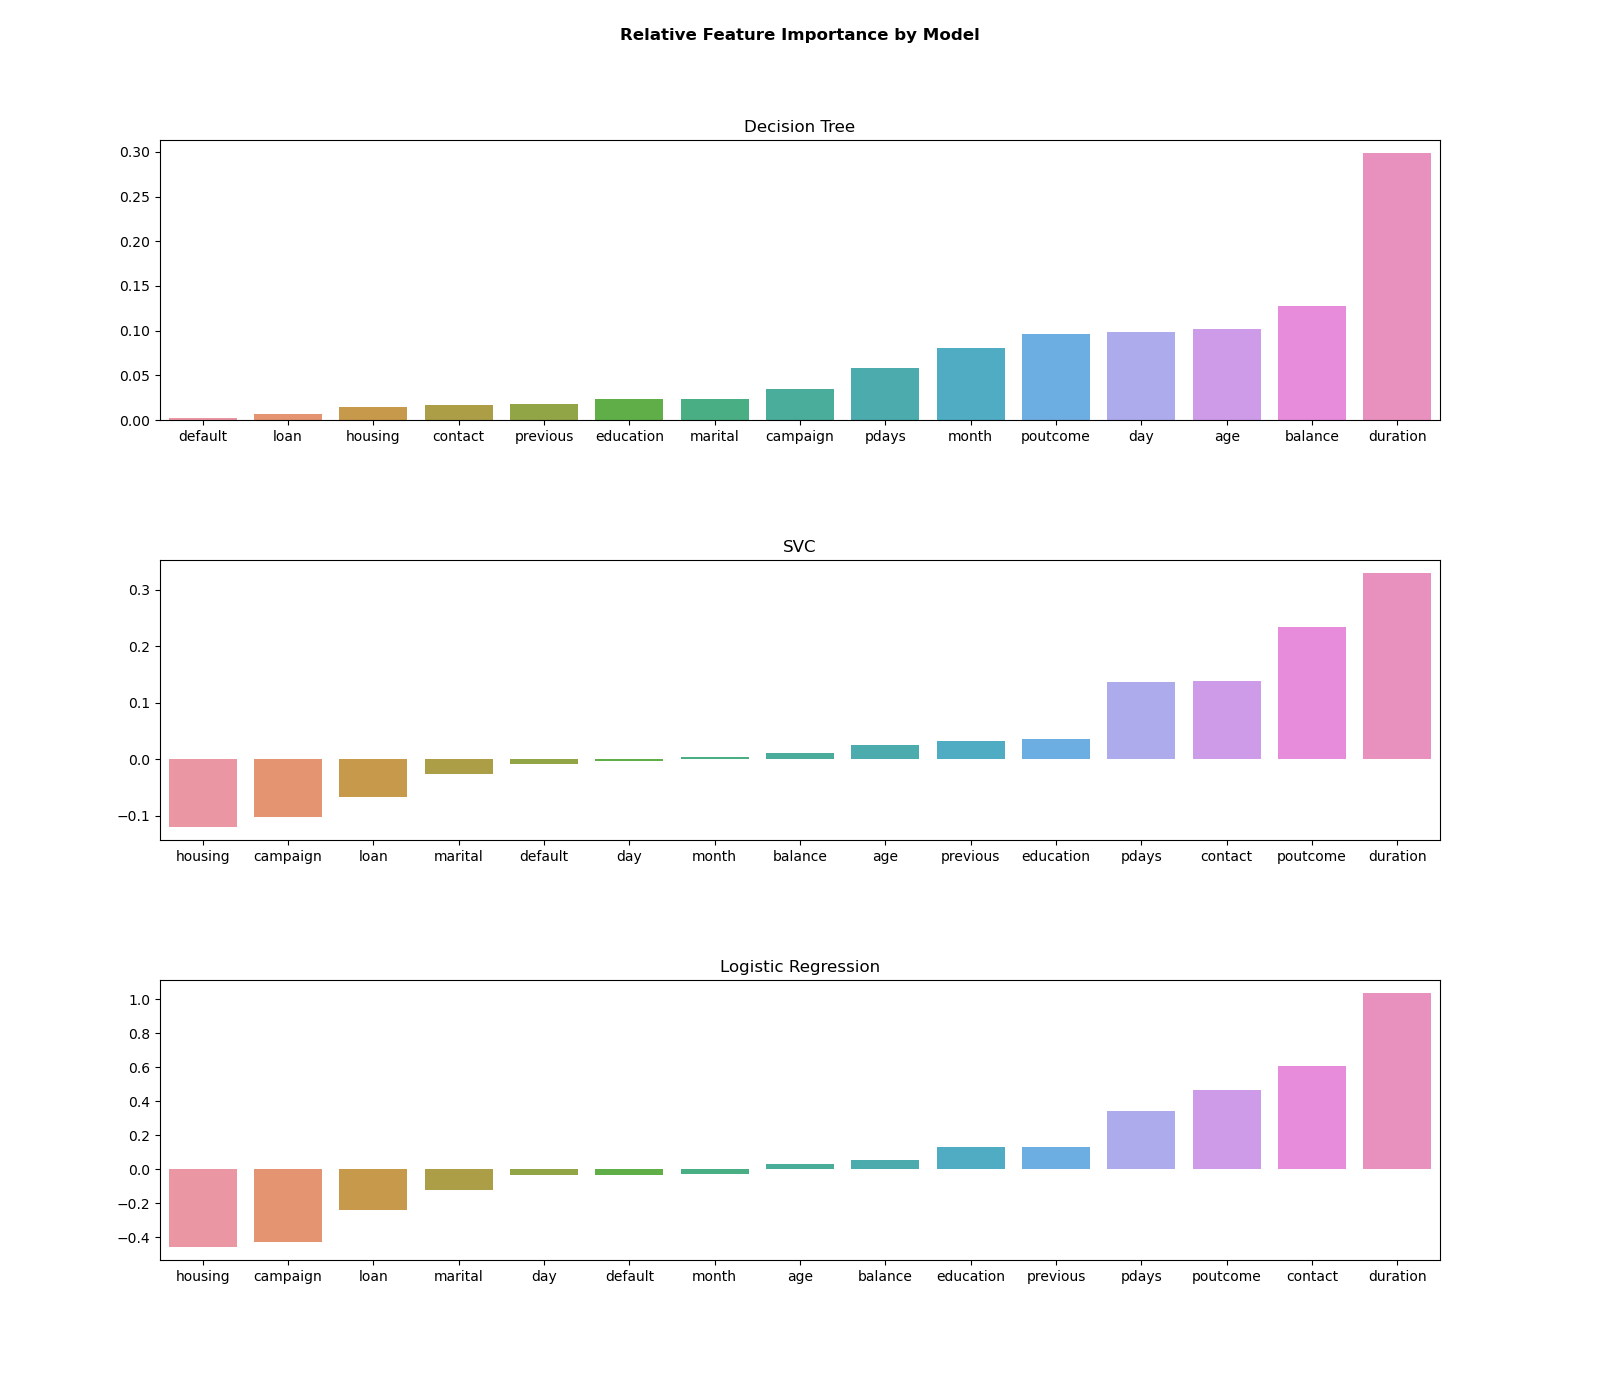 Relative Feature Importance by Model
Decision Tree
0.30
0.25
0.20
0.15
0.10
0.05
0.00
default loan housing contact previous education marital campaign pdays month poutcome day age balance duration
SVC
0.3
0.2
0.1
0.0
−0.1
housing campaign loan marital default day month balance age previous education pdays contact poutcome duration
Logistic Regression
1.0
0.8
0.6
0.4
0.2
0.0
−0.2
−0.4
housing campaign loan marital day default month age balance education previous pdays poutcome contact duration